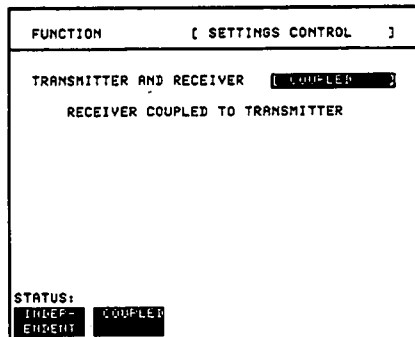 FUNCTION [ SETTINGS CONTROL ]
TRANSMITTER AND RECEIVER [ COUPLED ]
RECEIVER COUPLED TO TRANSMITTER
STATUS:
INDEP- COUPLED
ENDENT